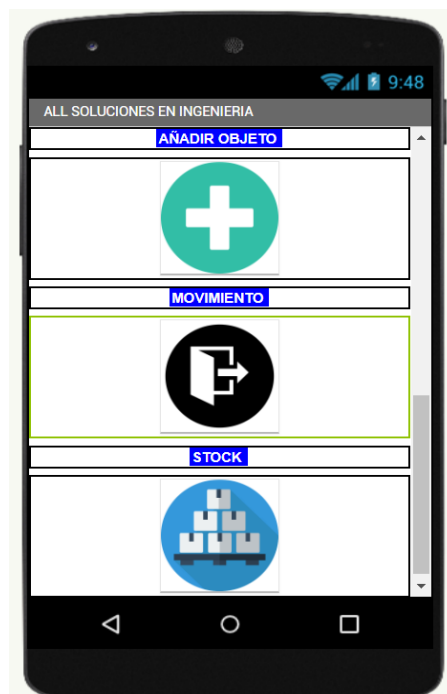 9:48
ALL SOLUCIONES EN INGENIERIA
AÑADIR OBJETO
MOVIMIENTO
STOCK